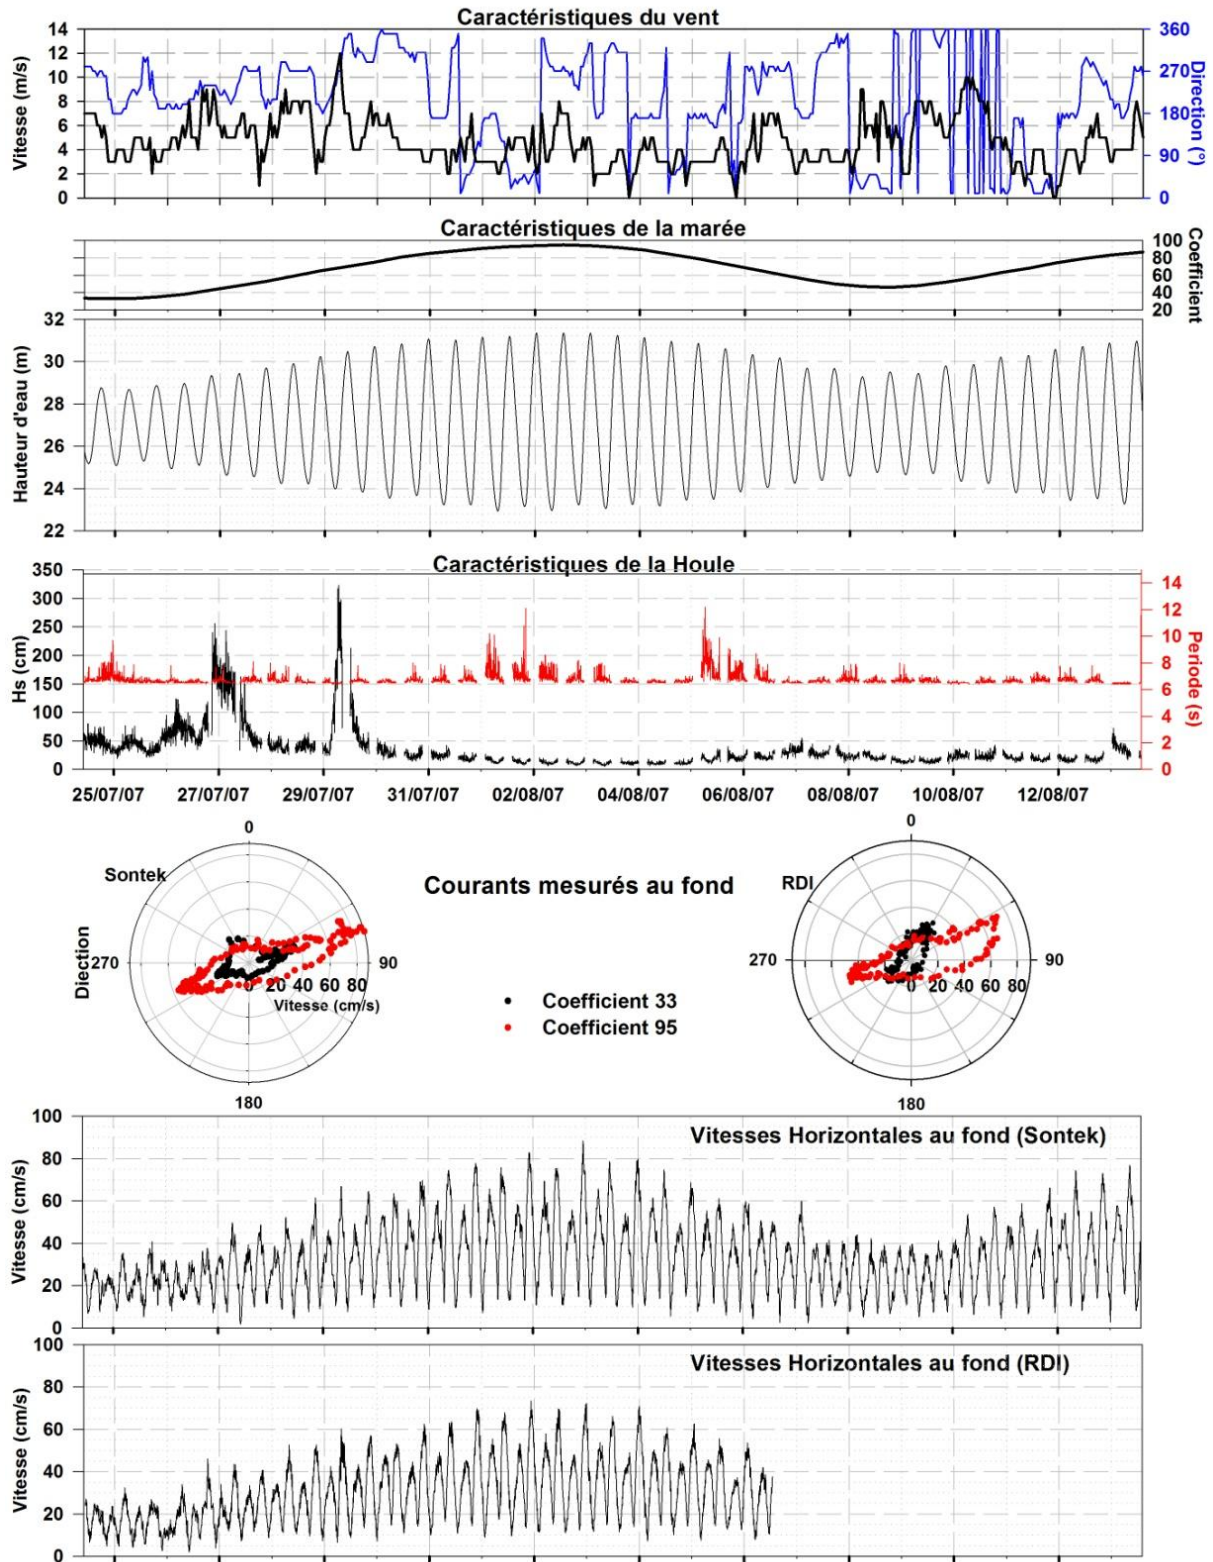 Caractéristiques du vent
Vitesse (m/s)
14
12
10
8
6
4
2
0
360
270
180
90
0
Direction (°)
Caractéristiques de la marée
100
80
60
40
20
Coefficient
Hauteur d'eau (m)
32
30
28
26
24
22
Caractéristiques de la Houle
Hs (cm)
350
300
250
200
150
100
50
0
14
12
10
8
6
4
2
0
Periode (s)
25/07/07 27/07/07 29/07/07 31/07/07 02/08/07 04/08/07 06/08/07 08/08/07 10/08/07 12/08/07
Courants mesurés au fond
Sontek
Diection
0
90
180
270
0 20 40 60 80
Vitesse (cm/s)
Coefficient 33
Coefficient 95
RDI
0
90
180
270
0 20 40 60 80
Vitesses Horizontales au fond (Sontek)
Vitesse (cm/s)
100
80
60
40
20
0
Vitesses Horizontales au fond (RDI)
Vitesse (cm/s)
100
80
60
40
20
0